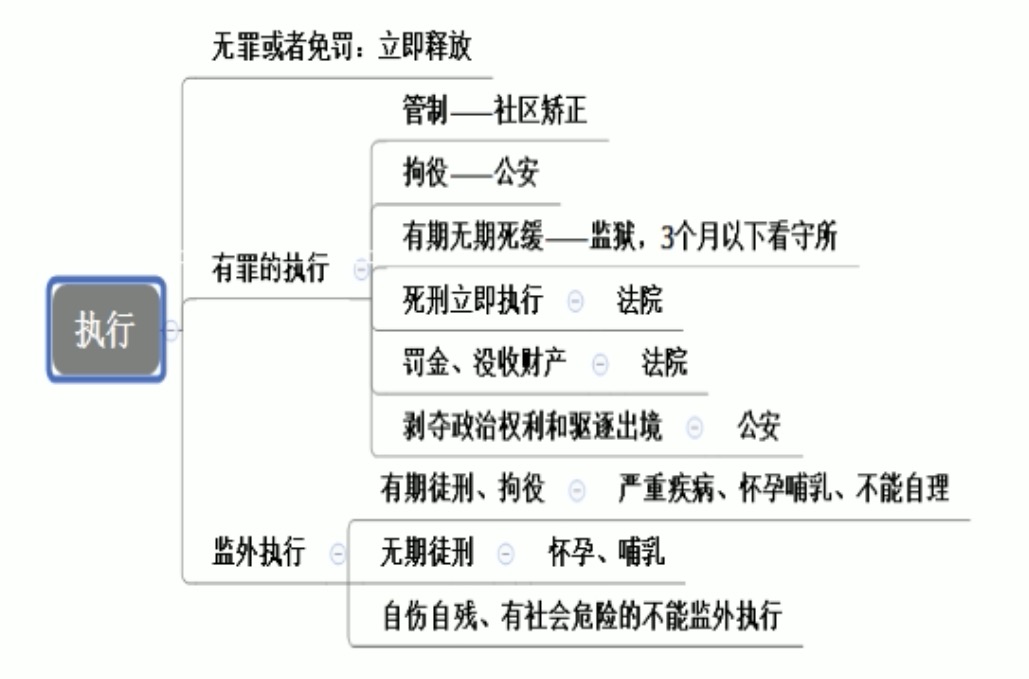 无罪或者免罚：立即释放
管制——社区矫正
拘役——公安
有期无期死缓——监狱，3个月以下看守所
有罪的执行
死刑立即执行 法院
执行
罚金、没收财产 法院
剥夺政治权利和驱逐出境 公安
有期徒刑、拘役 严重疾病、怀孕哺乳、不能自理
监外执行 无期徒刑 怀孕、哺乳
自伤自残、有社会危险的不能监外执行